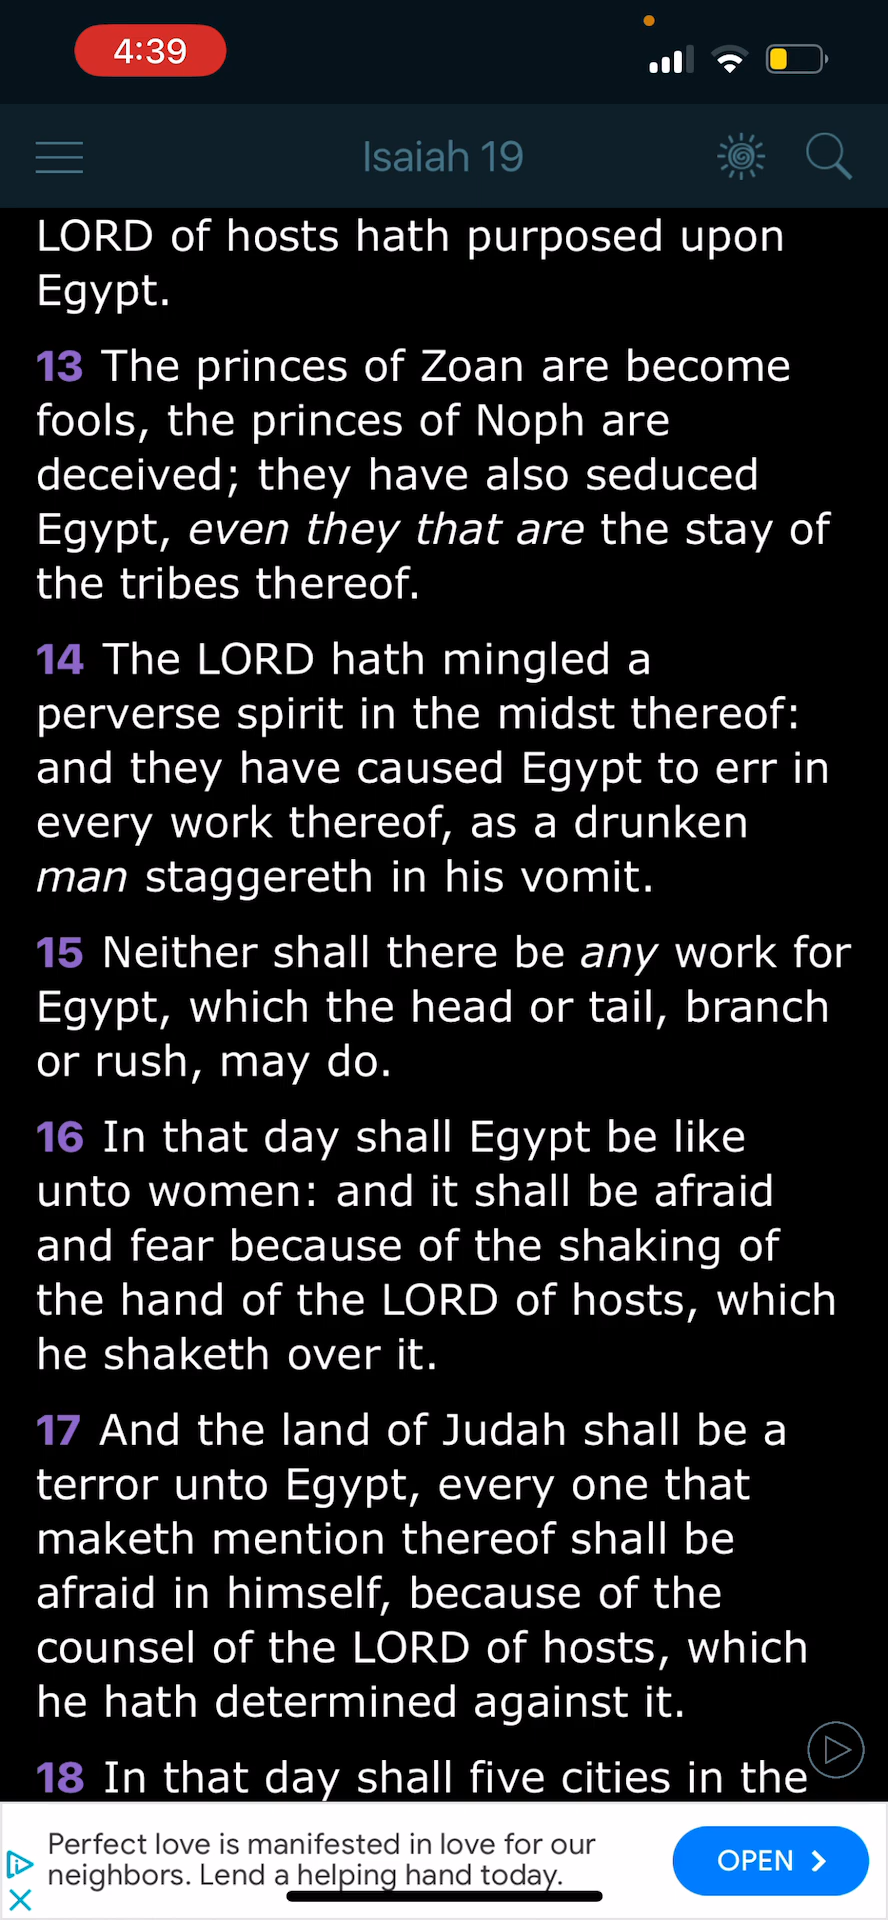 4:39
Isaiah 19
LORD of hosts hath purposed upon
Egypt.
13 The princes of Zoan are become
fools, the princes of Noph are
deceived; they have also seduced
Egypt, even they that are the stay of
the tribes thereof.
14 The LORD hath mingled a
perverse spirit in the midst thereof:
and they have caused Egypt to err in
every work thereof, as a drunken
man staggereth in his vomit.
15 Neither shall there be any work for
Egypt, which the head or tail, branch
or rush, may do.
16 In that day shall Egypt be like
unto women: and it shall be afraid
and fear because of the shaking of
the hand of the LORD of hosts, which
he shaketh over it.
17 And the land of Judah shall be a
terror unto Egypt, every one that
maketh mention thereof shall be
afraid in himself, because of the
counsel of the LORD of hosts, which
he hath determined against it.
18 In that day shall five cities in the
Perfect love is manifested in love for our
neighbors. Lend a helping hand today.
OPEN